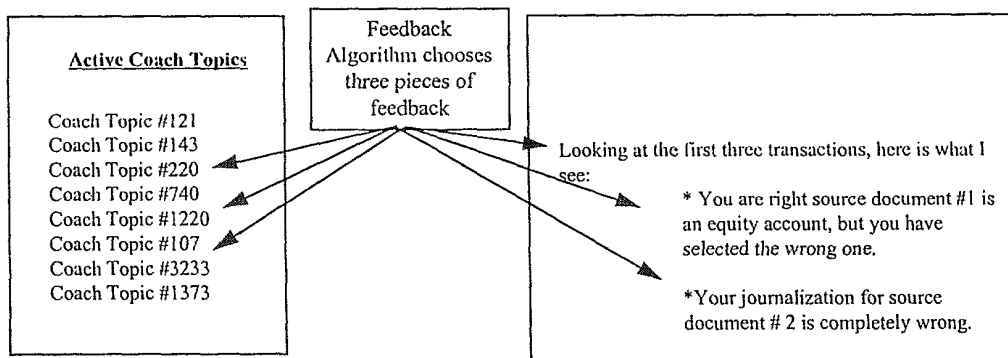 Active Coach Topics
Coach Topic #121
Coach Topic #143
Coach Topic #220
Coach Topic #740
Coach Topic #1220
Coach Topic #107
Coach Topic #3233
Coach Topic #1373
Feedback
Algorithm chooses
three pieces of
feedback
Looking at the first three transactions, here is what I
see:
* You are right source document #1 is
an equity account, but you have
selected the wrong one.
*Your journalization for source
document # 2 is completely wrong.